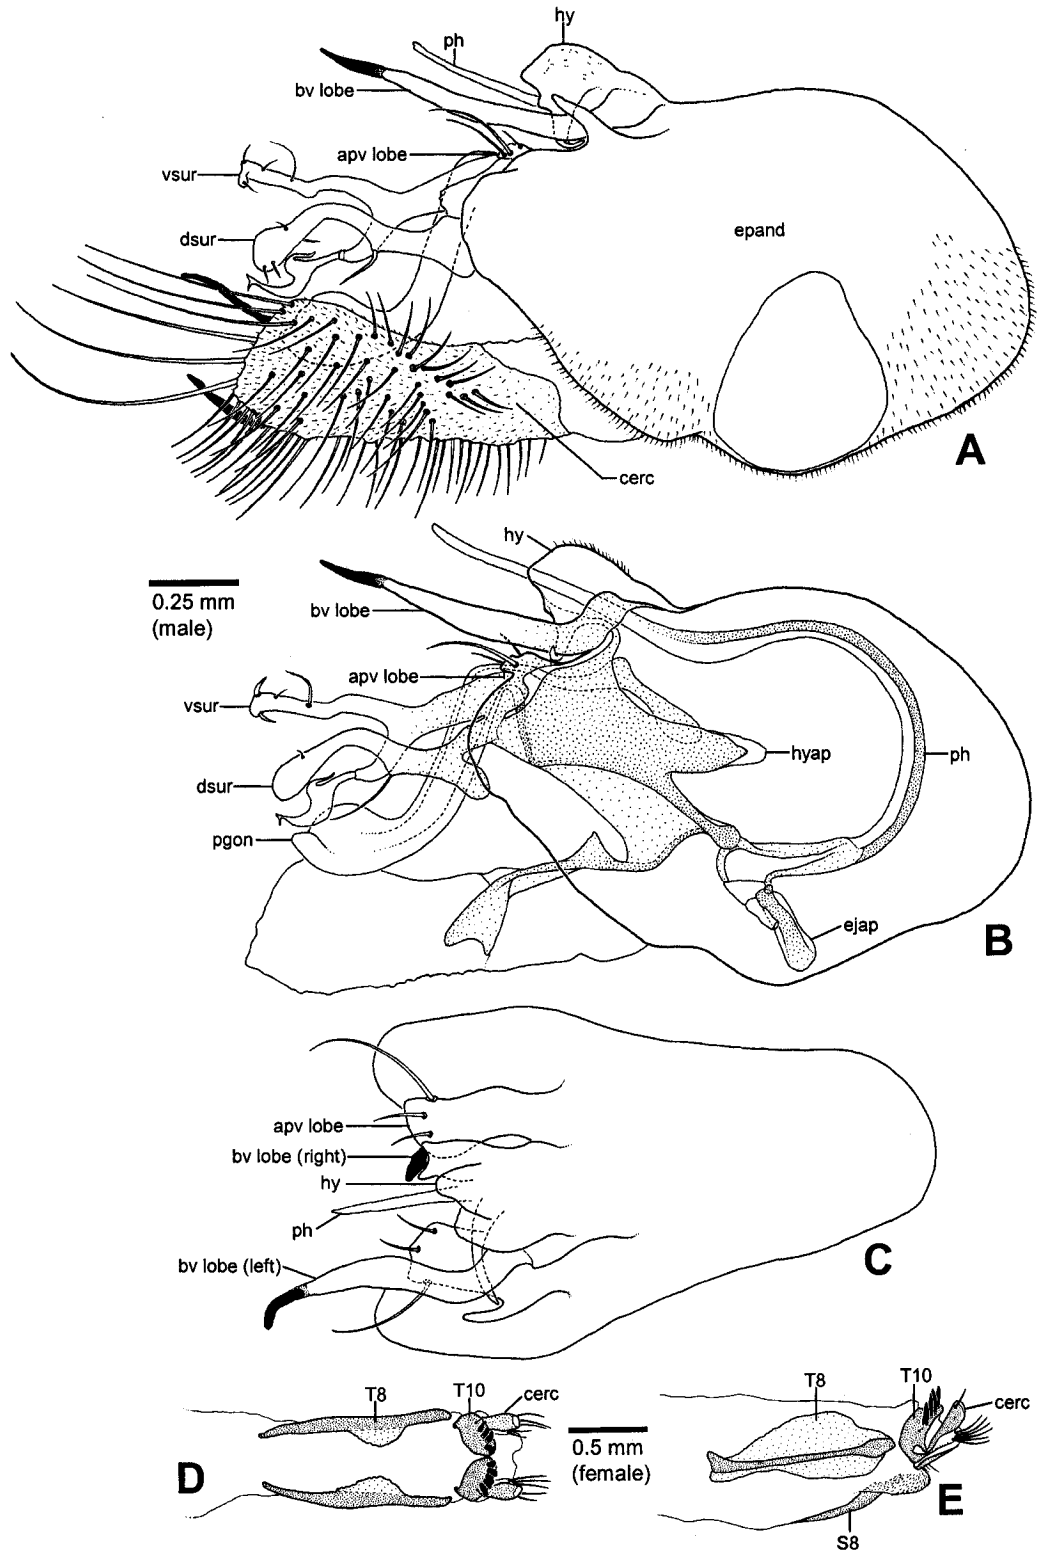 hy
ph
bv lobe
apv lobe
vsur
dsur
epand
A
cerc
hy
0.25 mm
(male)
bv lobe
apv lobe
vsur
hyap
ph
dsur
pgon
ejap
B
apv lobe
bv lobe (right)
hy
ph
bv lobe (left)
C
T8
T10
cerc
T8
T10
cerc
0.5 mm
(female)
D
E
S8